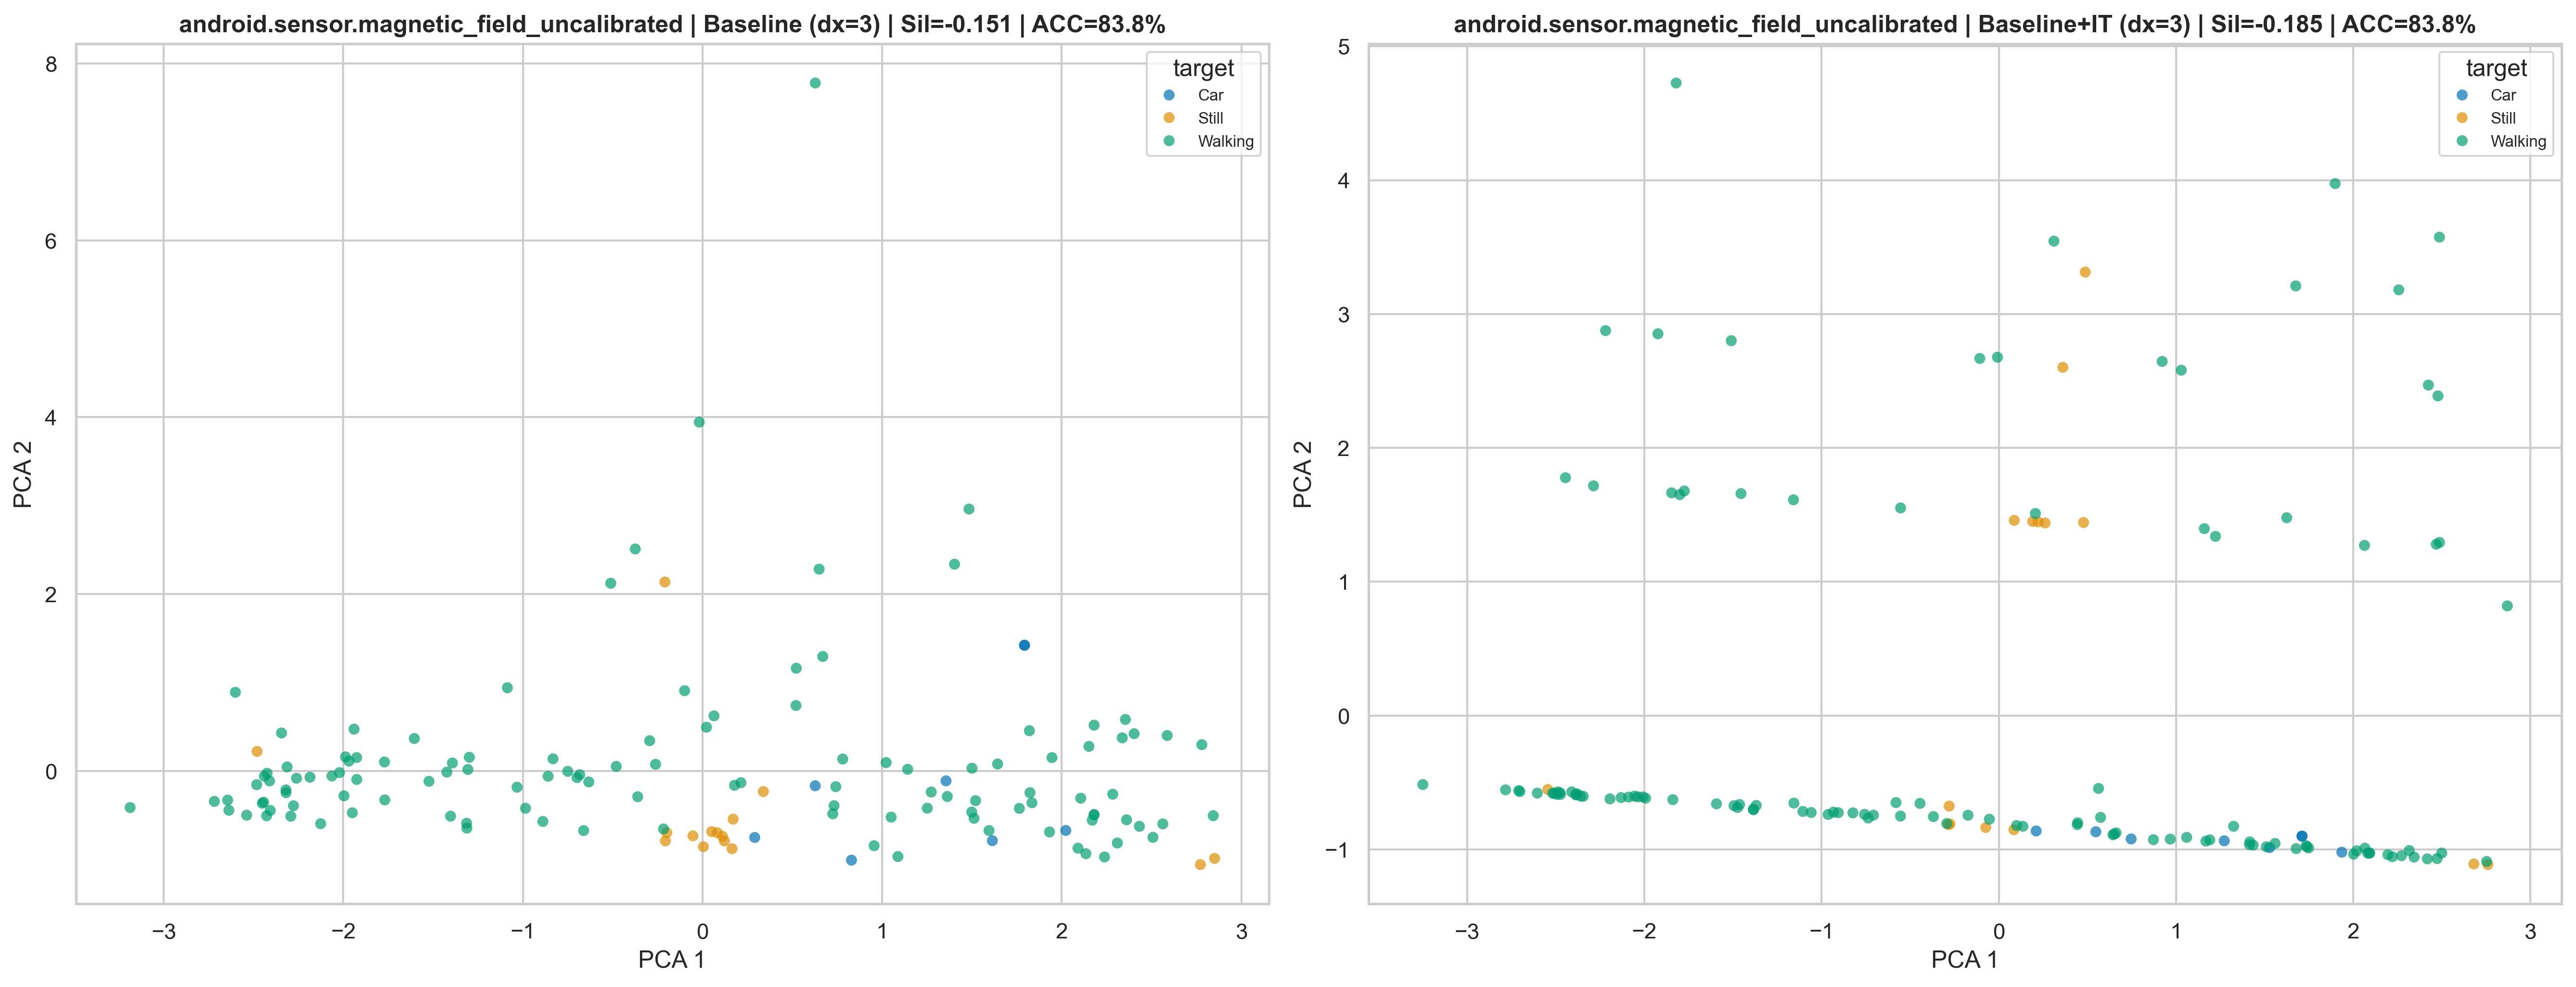 android.sensor.magnetic_field_uncalibrated | Baseline (dx=3) | Sil=-0.151 | ACC=83.8%
8
6
4
2
0
PCA 2
−3 −2 −1 0 1 2 3
PCA 1
target
Car
Still
Walking
android.sensor.magnetic_field_uncalibrated | Baseline+IT (dx=3) | Sil=-0.185 | ACC=83.8%
5
4
3
2
1
0
−1
PCA 2
−3 −2 −1 0 1 2 3
PCA 1
target
Car
Still
Walking